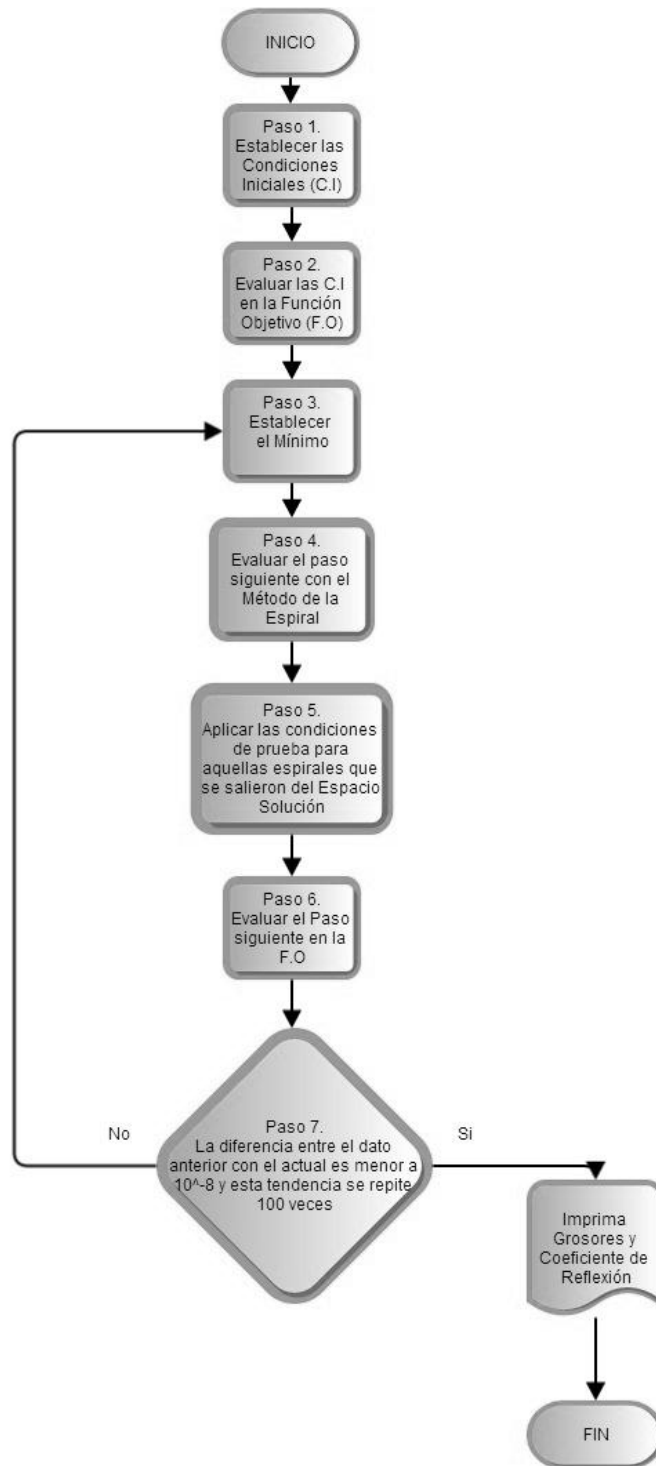 INICIO
Paso 1.
Establecer las
Condiciones
Iniciales (C.I)
Paso 2.
Evaluar las C.I
en la Función
Objetivo (F.O)
Paso 3.
Establecer
el Mínimo
Paso 4.
Evaluar el paso
siguiente con el
Método de la
Espiral
Paso 5.
Aplicar las condiciones
de prueba para
aquellas espirales que
se salieron del Espacio
Solución
Paso 6.
Evaluar el Paso
siguiente en la
F.O
Paso 7.
La diferencia entre el dato
anterior con el actual es menor a
10^-8 y esta tendencia se repite
100 veces
No
Si
Imprima
Grosores y
Coeficiente de
Reflexión
FIN